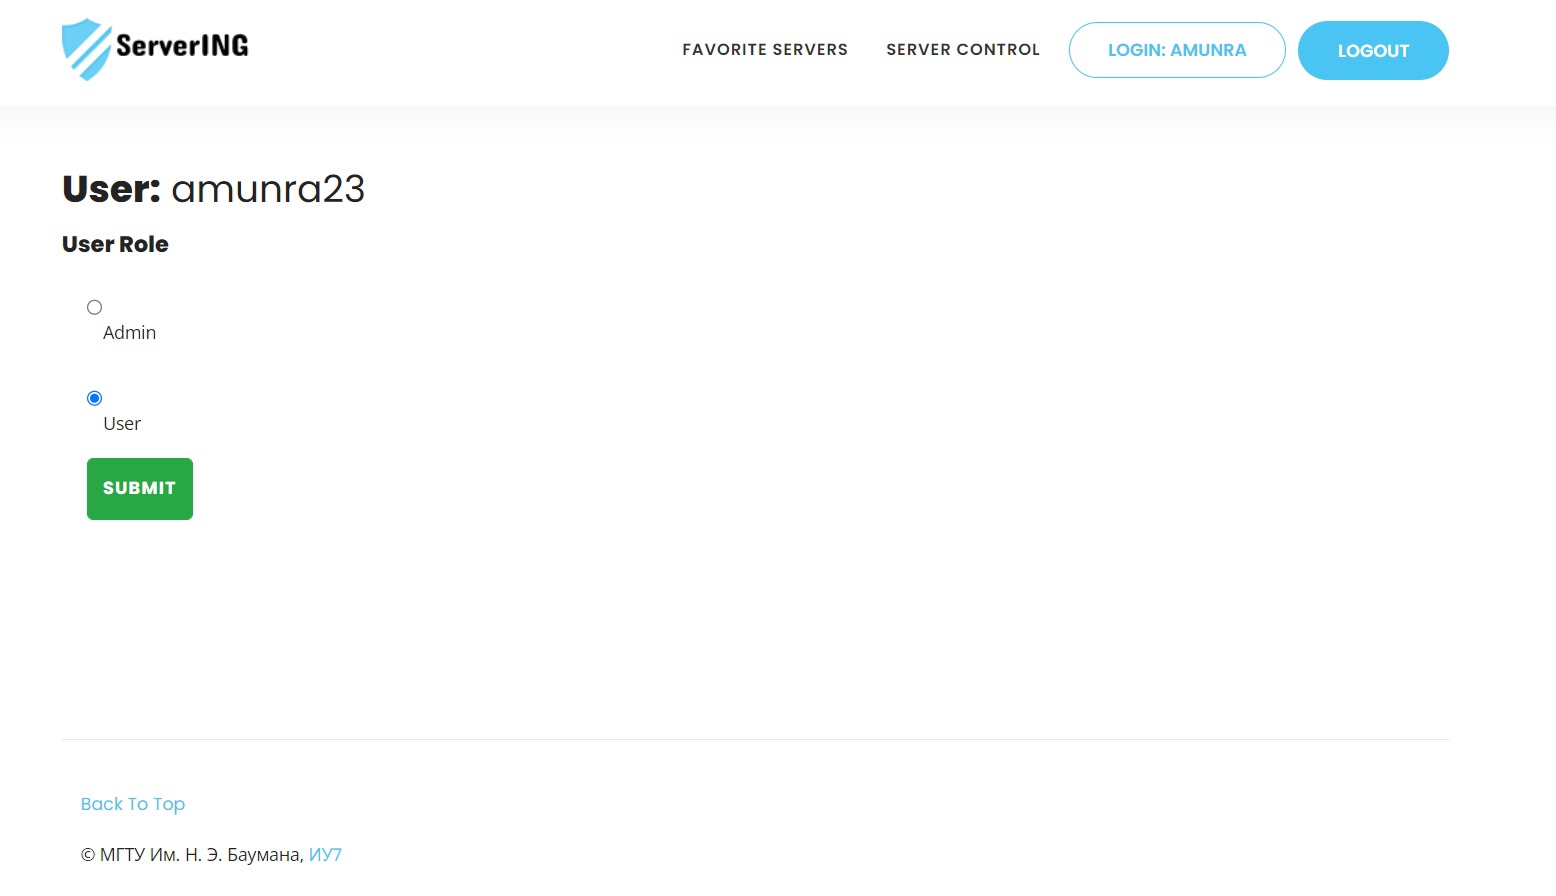 ServerING
FAVORITE SERVERS
SERVER CONTROL
LOGIN: AMUNRA
LOGOUT
User: amunra23
User Role
Admin
User
SUBMIT
Back To Top
© МГТУ Им. Н. Э. Баумана, ИУ7